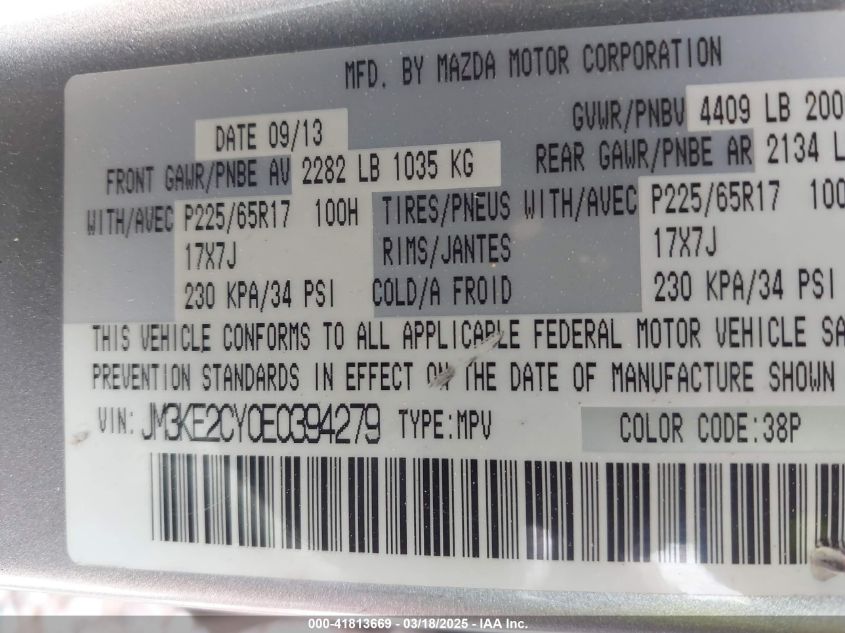 MFD. BY MAZDA MOTOR CORPORATION
DATE 09/13 GVWR/PNBV 4409 LB 200
FRONT GAWR/PNBE AV 2282 LB 1035 KG REAR GAWR/PNBE AR 2134 L
WITH/AVEC P225/65R17 100H TIRES/PNEUS WITH/AVEC P225/65R17 100
17X7J RIMS/JANTES 17X7J
230 KPA/34 PSI COLD/A FROID 230 KPA/34 PSI
THIS VEHICLE CONFORMS TO ALL APPLICABLE FEDERAL MOTOR VEHICLE SA
PREVENTION STANDARDS IN EFFECT ON THE DATE OF MANUFACTURE SHOWN
VIN: JM3KE2CY0E0394279 TYPE:MPV COLOR CODE:38P
000-41813669 - 03/18/2025 - © IAA Inc.